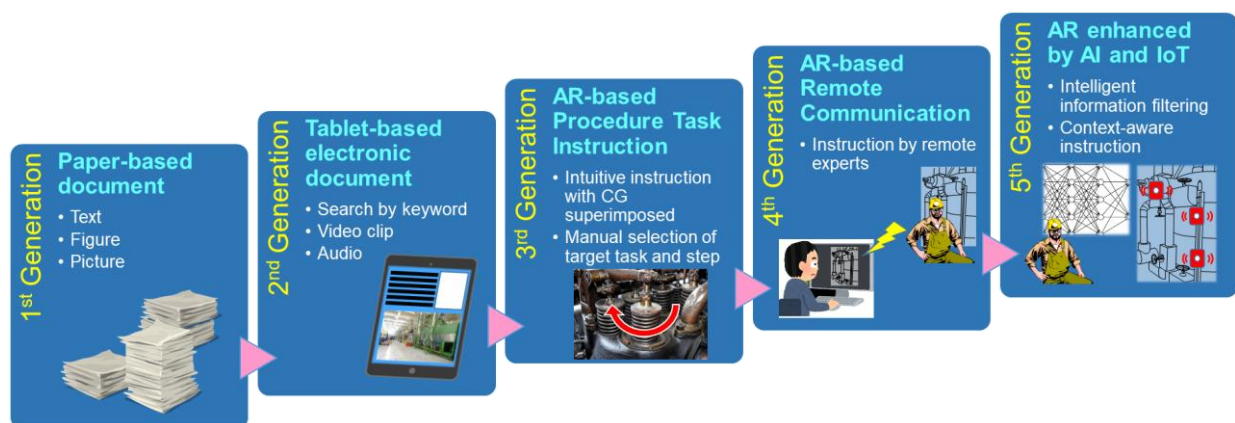 1st Generation
Paper-based
document
• Text
• Figure
• Picture
2nd Generation
Tablet-based
electronic
document
• Search by keyword
• Video clip
• Audio
3rd Generation
AR-based
Procedure Task
Instruction
• Intuitive instruction
with CG
superimposed
• Manual selection of
target task and step
4th Generation
AR-based
Remote
Communication
• Instruction by remote
experts
5th Generation
AR enhanced
by AI and IoT
• Intelligent
information filtering
• Context-aware
instruction